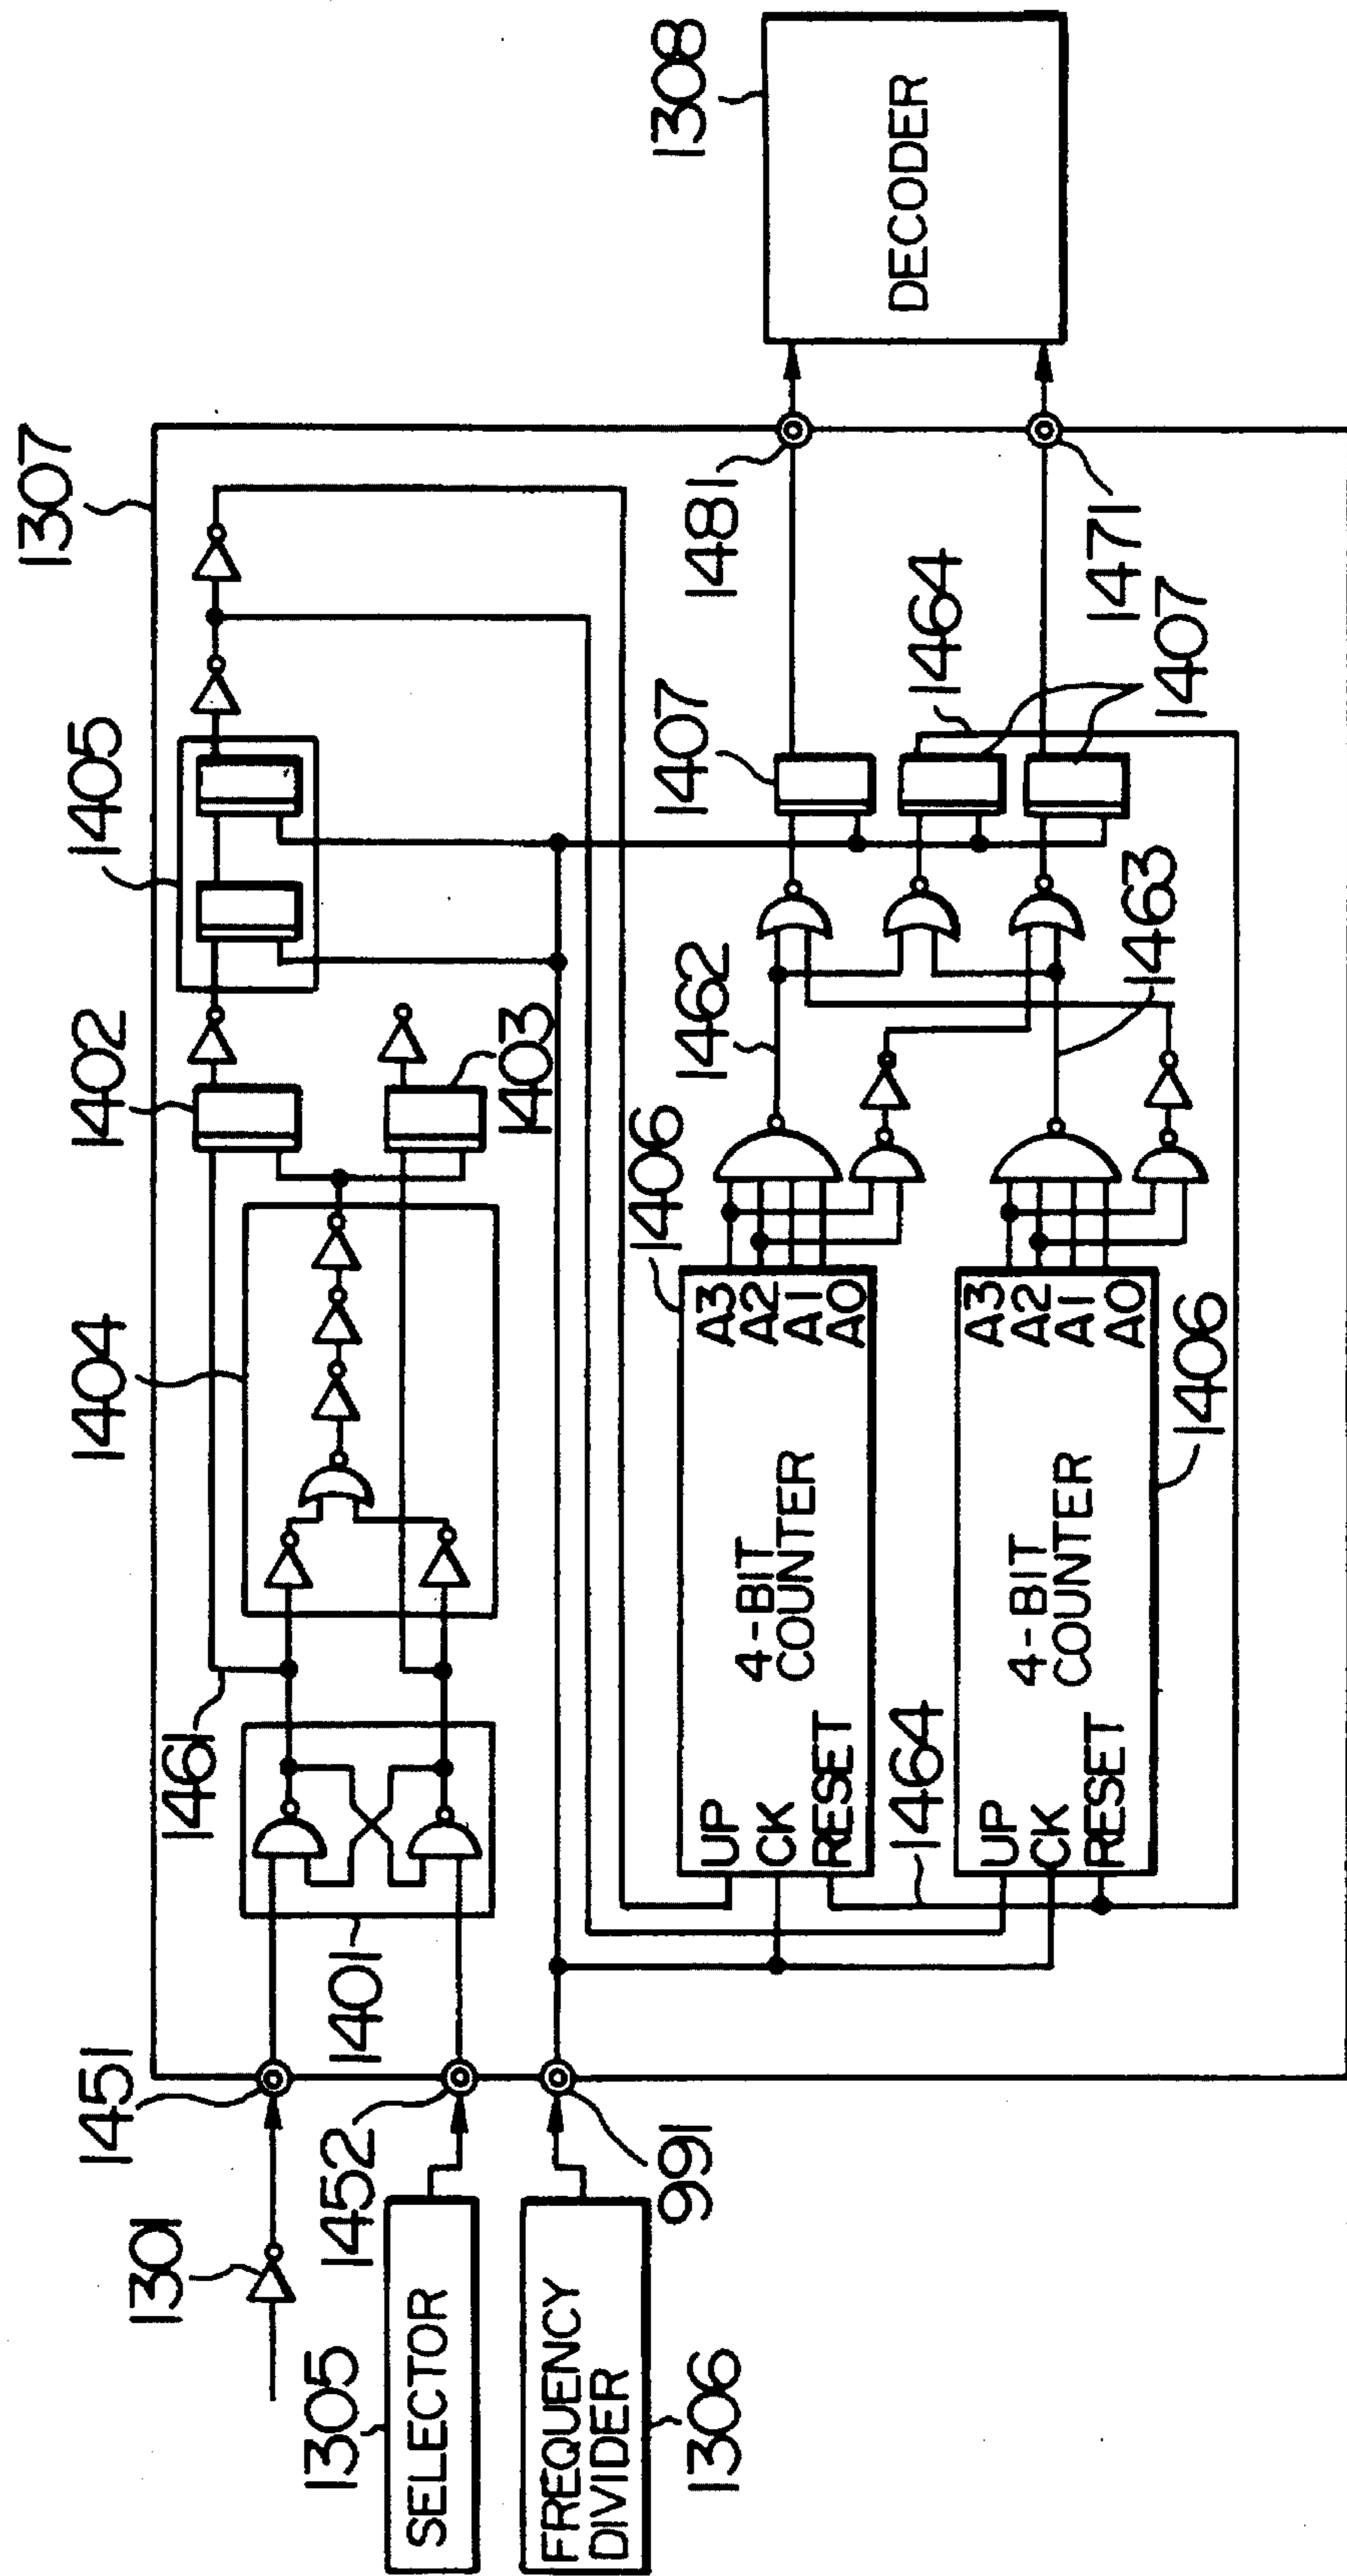 1307
1405
1402
1404
1461
1401
1451
1301
1452
1305
SELECTOR
991
FREQUENCY
DIVIDER
1306
1403
1406
1462
1407
1481
1308
DECODER
UP
CK
RESET
4-BIT
COUNTER
A3
A2
A1
A0
1464
1464
1471
1407
1463
UP
CK
RESET
4-BIT
COUNTER
A3
A2
A1
A0
1406